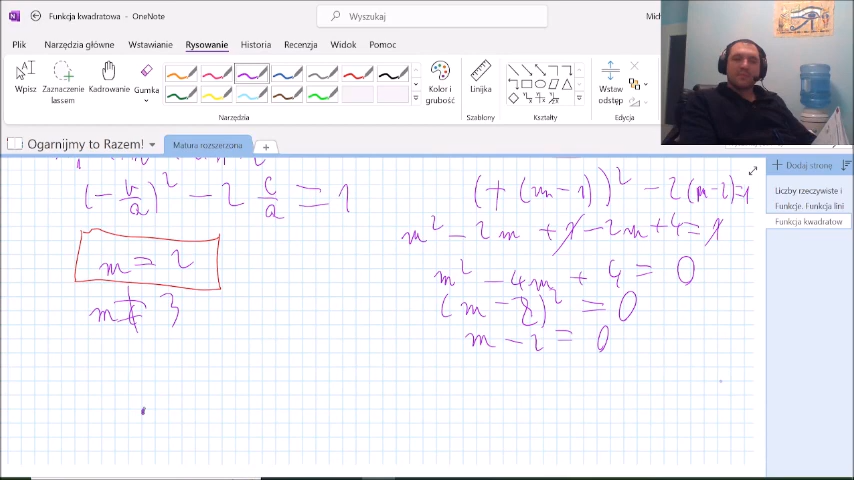 Funkcja kwadratowa - OneNote
Wyszukaj
Mich
Plik Narzędzia główne Wstawianie Rysowanie Historia Recenzja Widok Pomoc
Wpisz
Zaznaczenie lassem
Kadrowanie
Gumka
Kolor i grubość
Linijka
Wstaw odstęp
Narzędzia
Szablony
Kształty
Edycja
Ogarnijmy to Razem!
Matura rozszerzona
Dodaj stronę
Liczby rzeczywiste i
Funkcje. Funkcja lini
Funkcja kwadratow
(- b/a)² - 2 c/a = 1
m = 2
m ≠ 3
(+ (m-1))² - 2(m-2)=1
m² - 2m + 1 - 2m + 4 = 1
m² - 4m + 4 = 0
(m - 2)² = 0
m - 2 = 0